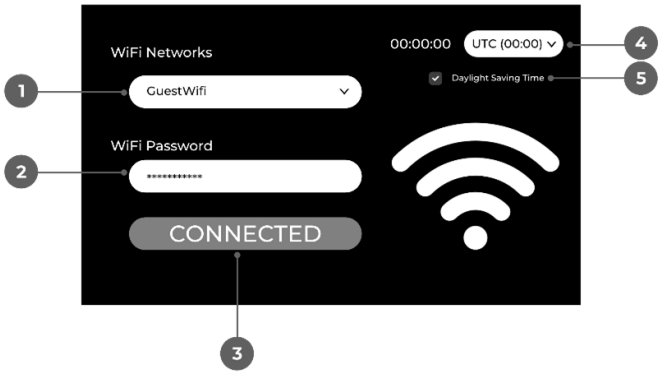 WiFi Networks
00:00:00
UTC (00:00)
4
Daylight Saving Time
5
1
GuestWifi
WiFi Password
2
***********
CONNECTED
3